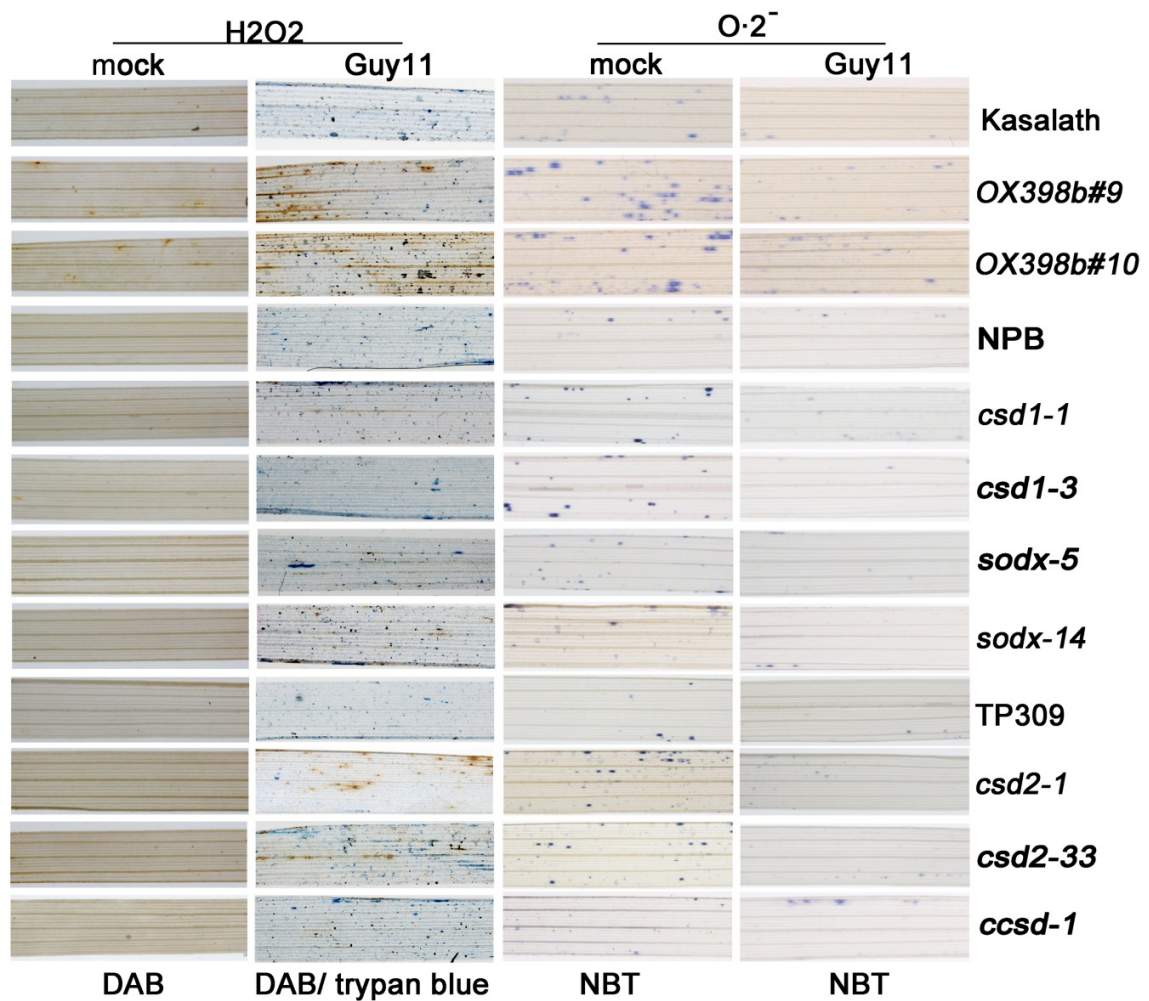 H2O2 O·2⁻
mock Guy11 mock Guy11
Kasalath
OX398b#9
OX398b#10
NPB
csd1-1
csd1-3
sodx-5
sodx-14
TP309
csd2-1
csd2-33
ccsd-1
DAB DAB/ trypan blue NBT NBT